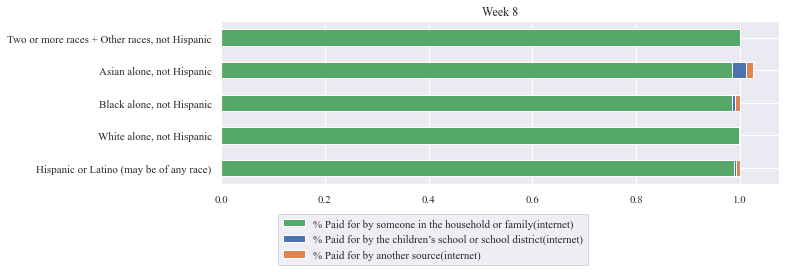 Week 8
Two or more races + Other races, not Hispanic
Asian alone, not Hispanic
Black alone, not Hispanic
White alone, not Hispanic
Hispanic or Latino (may be of any race)
0.0 0.2 0.4 0.6 0.8 1.0
% Paid for by someone in the household or family(internet)
% Paid for by the children’s school or school district(internet)
% Paid for by another source(internet)